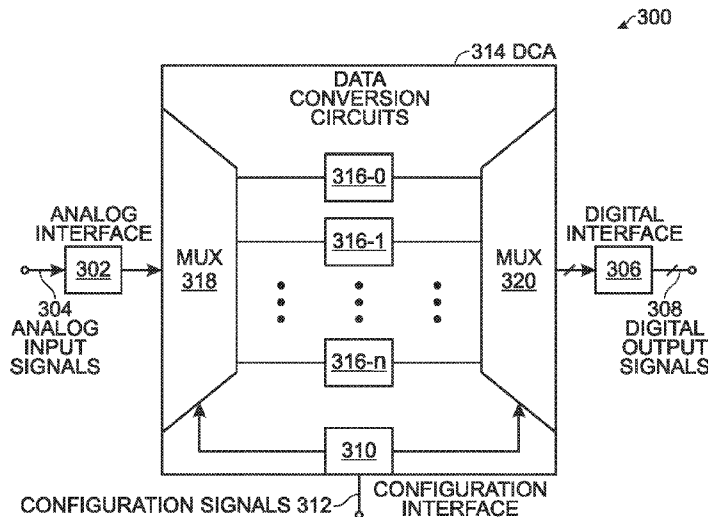 300
314 DCA
DATA
CONVERSION
CIRCUITS
316-0
ANALOG
INTERFACE
302
304
ANALOG
INPUT
SIGNALS
MUX
318
316-1
316-n
MUX
320
DIGITAL
INTERFACE
306
308
DIGITAL
OUTPUT
SIGNALS
310
CONFIGURATION SIGNALS 312
CONFIGURATION
INTERFACE